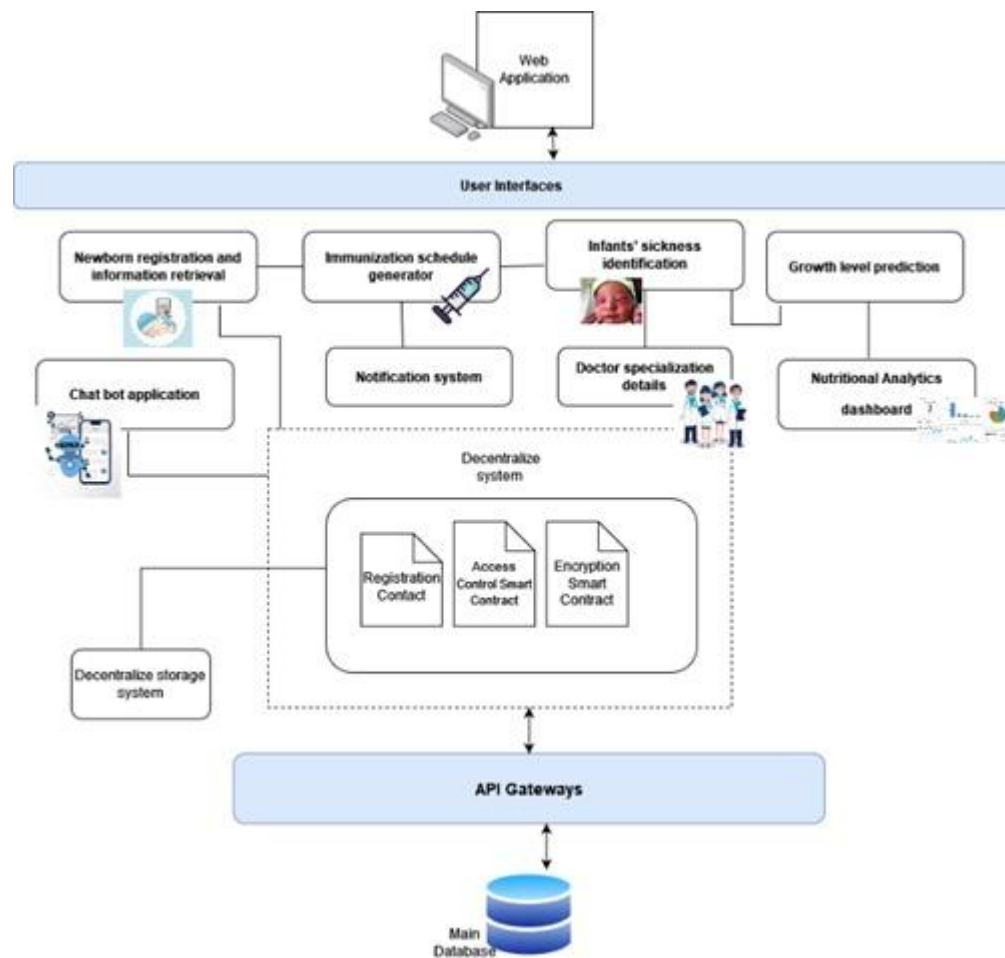 Web
Application
User Interfaces
Newborn registration and
information retrieval
Immunization schedule
generator
Infants' sickness
identification
Growth level prediction
Chat bot application
Notification system
Doctor specialization
details
Nutritional Analytics
dashboard
Decentralize
system
Registration
Contact
Access
Control Smart
Contract
Encryption
Smart
Contract
Decentralize storage
system
API Gateways
Main
Database